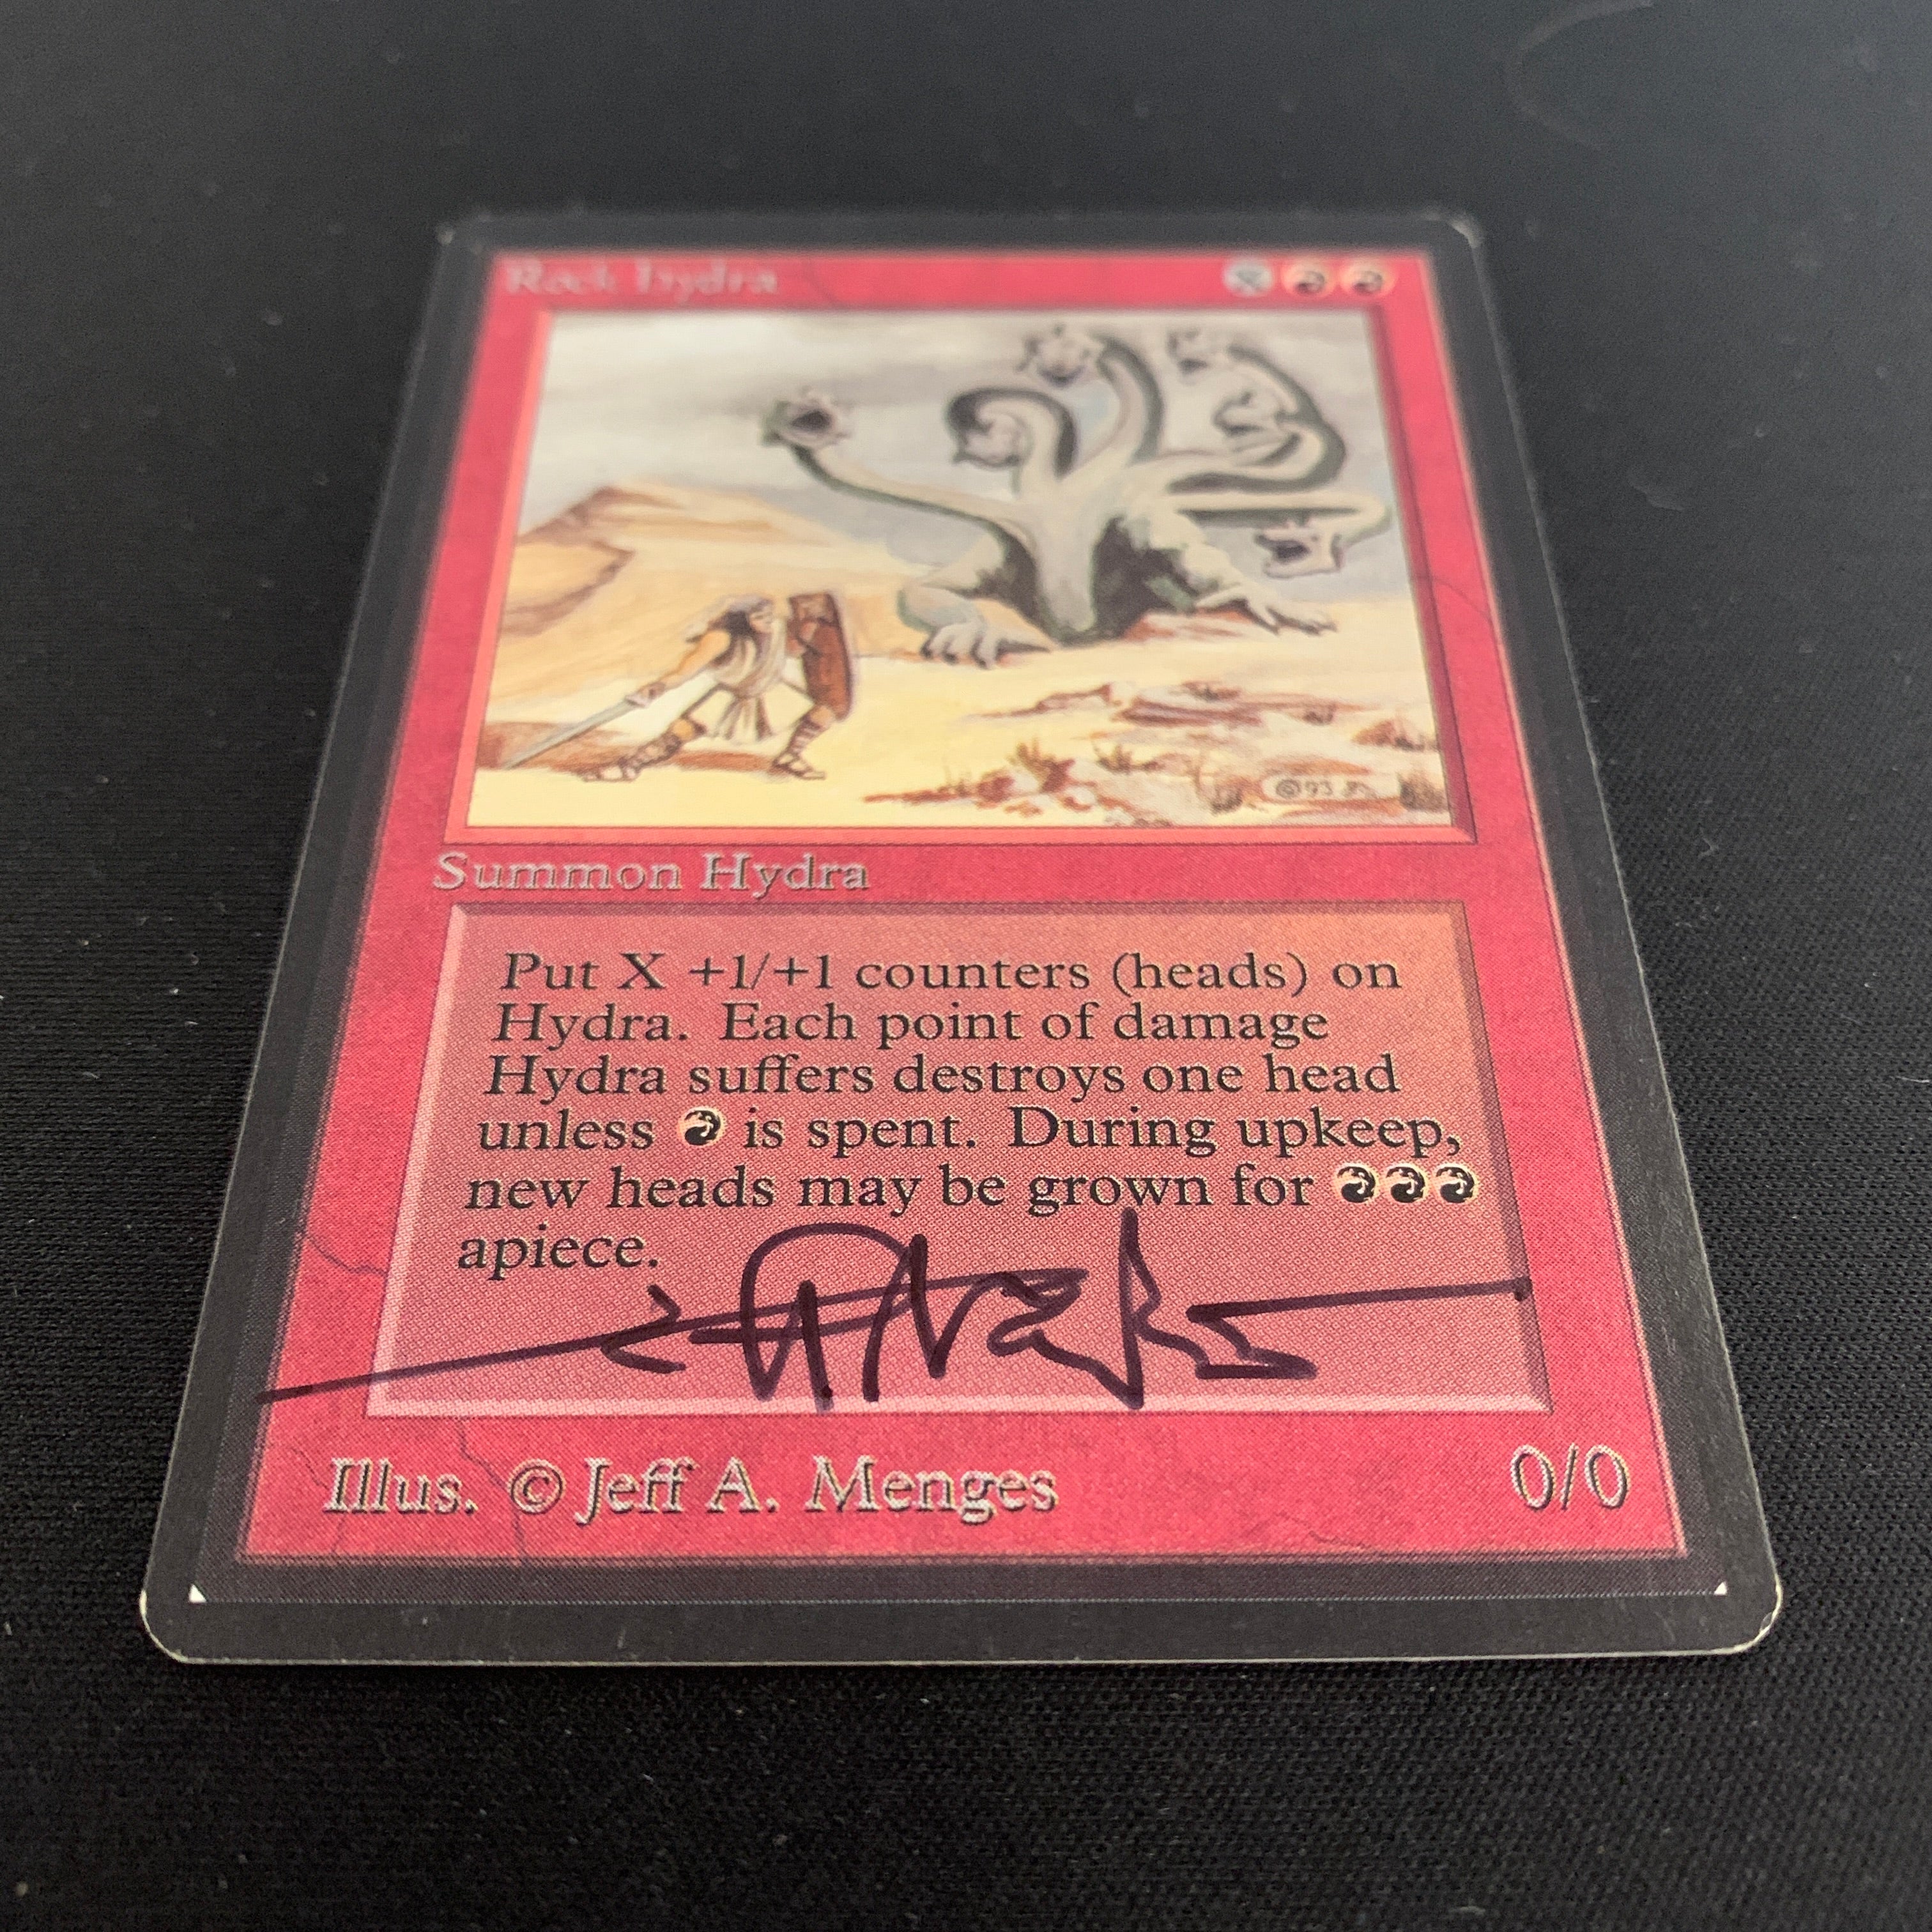 Rock Hydra
Summon Hydra
Put X +1/+1 counters (heads) on
Hydra. Each point of damage
Hydra suffers destroys one head
unless is spent. During upkeep,
new heads may be grown for
apiece.
Illus. © Jeff A. Menges
0/0